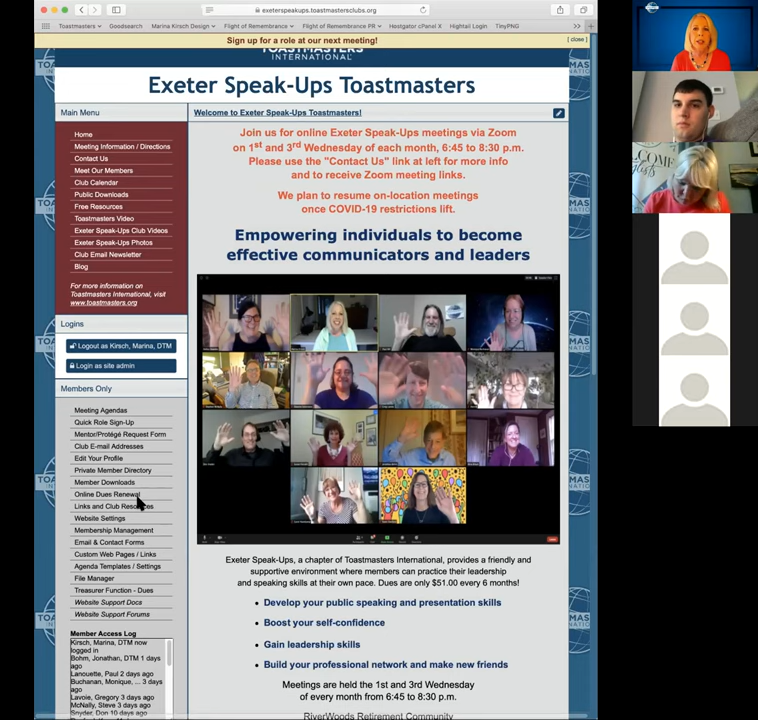 exeterspeakups.toastmastersclubs.org
Toastmasters
Goodsearch
Marina Kirsch Design
Flight of Remembrance
Flight of Remembrance PR
Hostgator cPanel X
Hightail Login
TinyPNG
Sign up for a role at our next meeting!
[ close ]
TOASTMASTERS
INTERNATIONAL
Exeter Speak-Ups Toastmasters
Main Menu
Home
Meeting Information / Directions
Contact Us
Meet Our Members
Club Calendar
Public Downloads
Free Resources
Toastmasters Video
Exeter Speak-Ups Club Videos
Exeter Speak-Ups Photos
Club Email Newsletter
Blog
For more information on
Toastmasters International, visit
www.toastmasters.org
Logins
Logout as Kirsch, Marina, DTM
Login as site admin
Members Only
Meeting Agendas
Quick Role Sign-Up
Mentor/Protégé Request Form
Club E-mail Addresses
Edit Your Profile
Private Member Directory
Member Downloads
Online Dues Renewal
Links and Club Resources
Website Settings
Membership Management
Email & Contact Forms
Custom Web Pages / Links
Agenda Templates / Settings
File Manager
Treasurer Function - Dues
Website Support Docs
Website Support Forums
Member Access Log
Kirsch, Marina, DTM now
logged in
Bohm, Jonathan, DTM 1 days
ago
Lanouette, Paul 2 days ago
Buchanan, Monique, ... 3 days
ago
Lavoie, Gregory 3 days ago
McNally, Steve 3 days ago
Snyder, Don 10 days ago
Welcome to Exeter Speak-Ups Toastmasters!
Join us for online Exeter Speak-Ups meetings via Zoom
on 1st and 3rd Wednesday of each month, 6:45 to 8:30 p.m.
Please use the "Contact Us" link at left for more info
and to receive Zoom meeting links.
We plan to resume on-location meetings
once COVID-19 restrictions lift.
Empowering individuals to become
effective communicators and leaders
Exeter Speak-Ups, a chapter of Toastmasters International, provides a friendly and
supportive environment where members can practice their leadership
and speaking skills at their own pace. Dues are only $51.00 every 6 months!
• Develop your public speaking and presentation skills
• Boost your self-confidence
• Gain leadership skills
• Build your professional network and make new friends
Meetings are held the 1st and 3rd Wednesday
of every month from 6:45 to 8:30 p.m.
RiverWoods Retirement Community